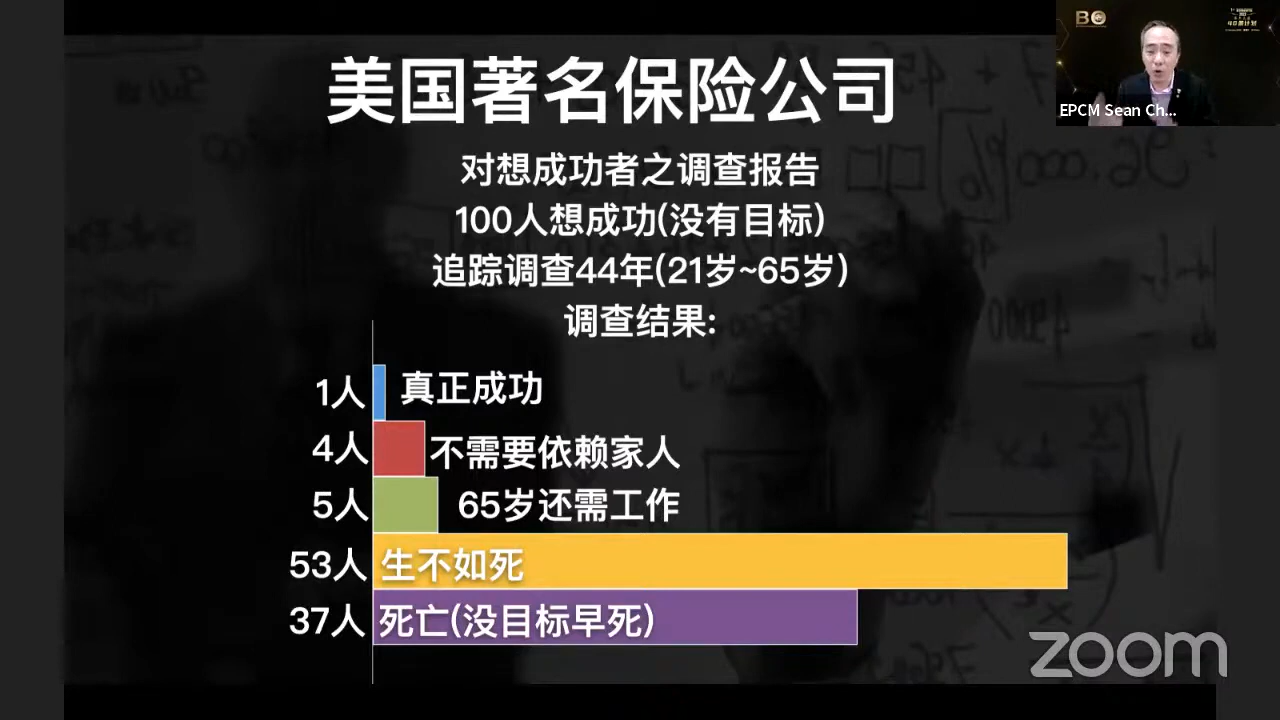 美国著名保险公司
对想成功者之调查报告
100人想成功(没有目标)
追踪调查44年(21岁~65岁)
调查结果:
1人 真正成功
4人 不需要依赖家人
5人 65岁还需工作
53人 生不如死
37人 死亡(没目标早死)
EPCM Sean Ch...
zoom